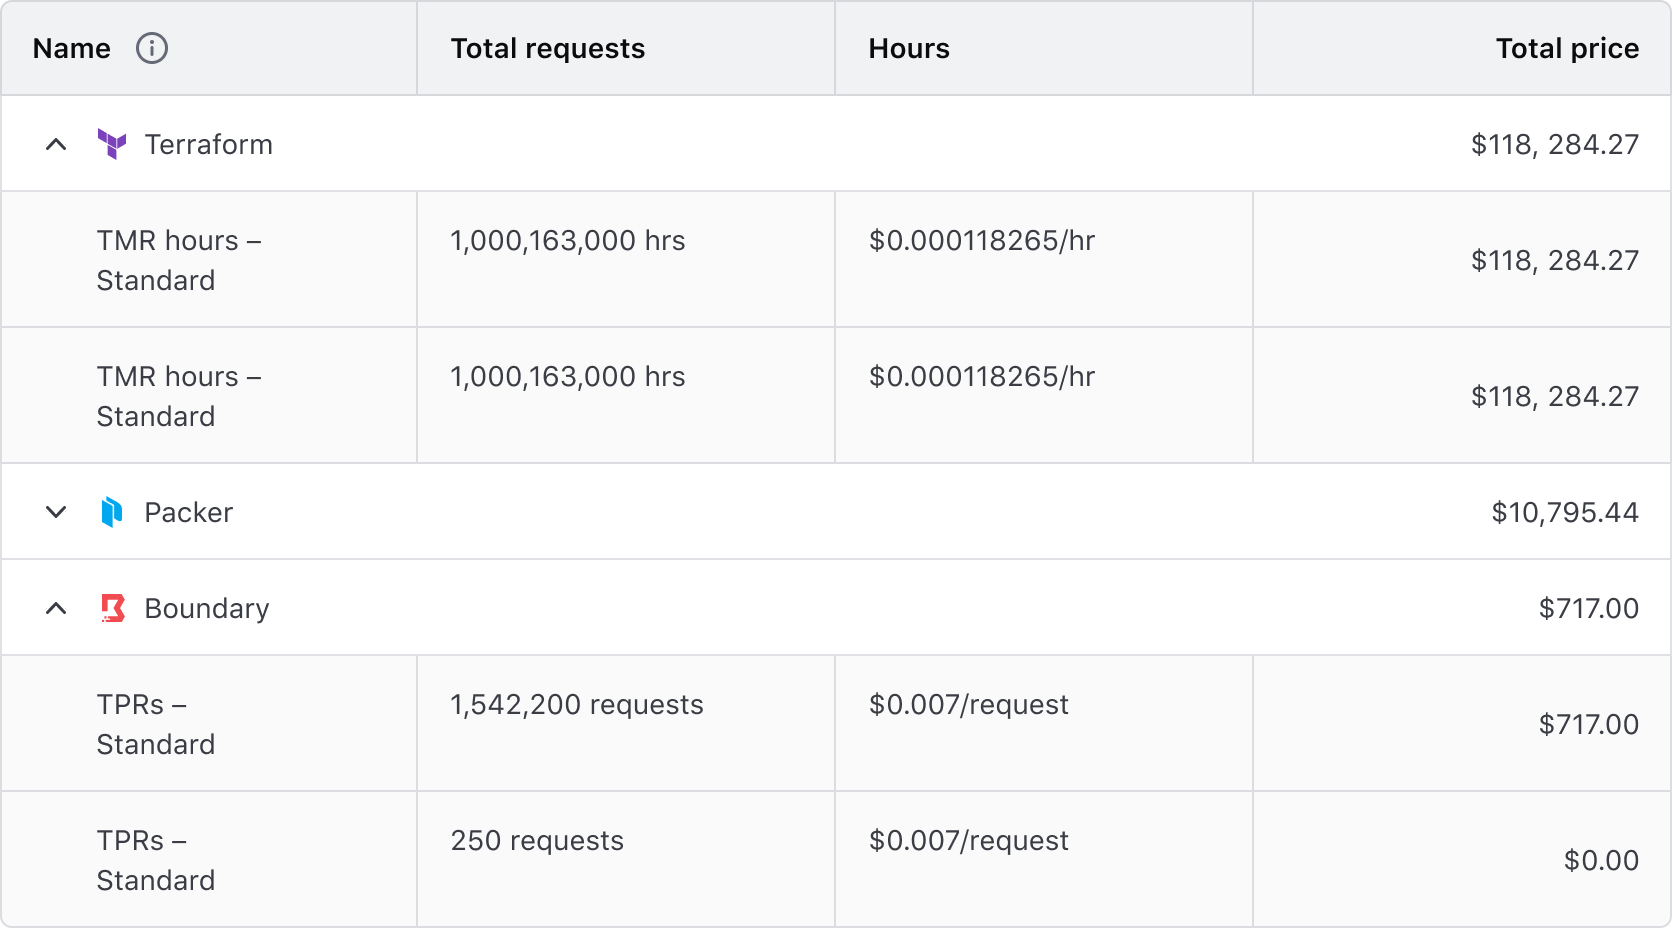 Name Total requests Hours Total price
Terraform $118, 284.27
TMR hours –
Standard
1,000,163,000 hrs
$0.000118265/hr
$118, 284.27
TMR hours –
Standard
1,000,163,000 hrs
$0.000118265/hr
$118, 284.27
Packer $10,795.44
Boundary $717.00
TPRs –
Standard
1,542,200 requests
$0.007/request
$717.00
TPRs –
Standard
250 requests
$0.007/request
$0.00